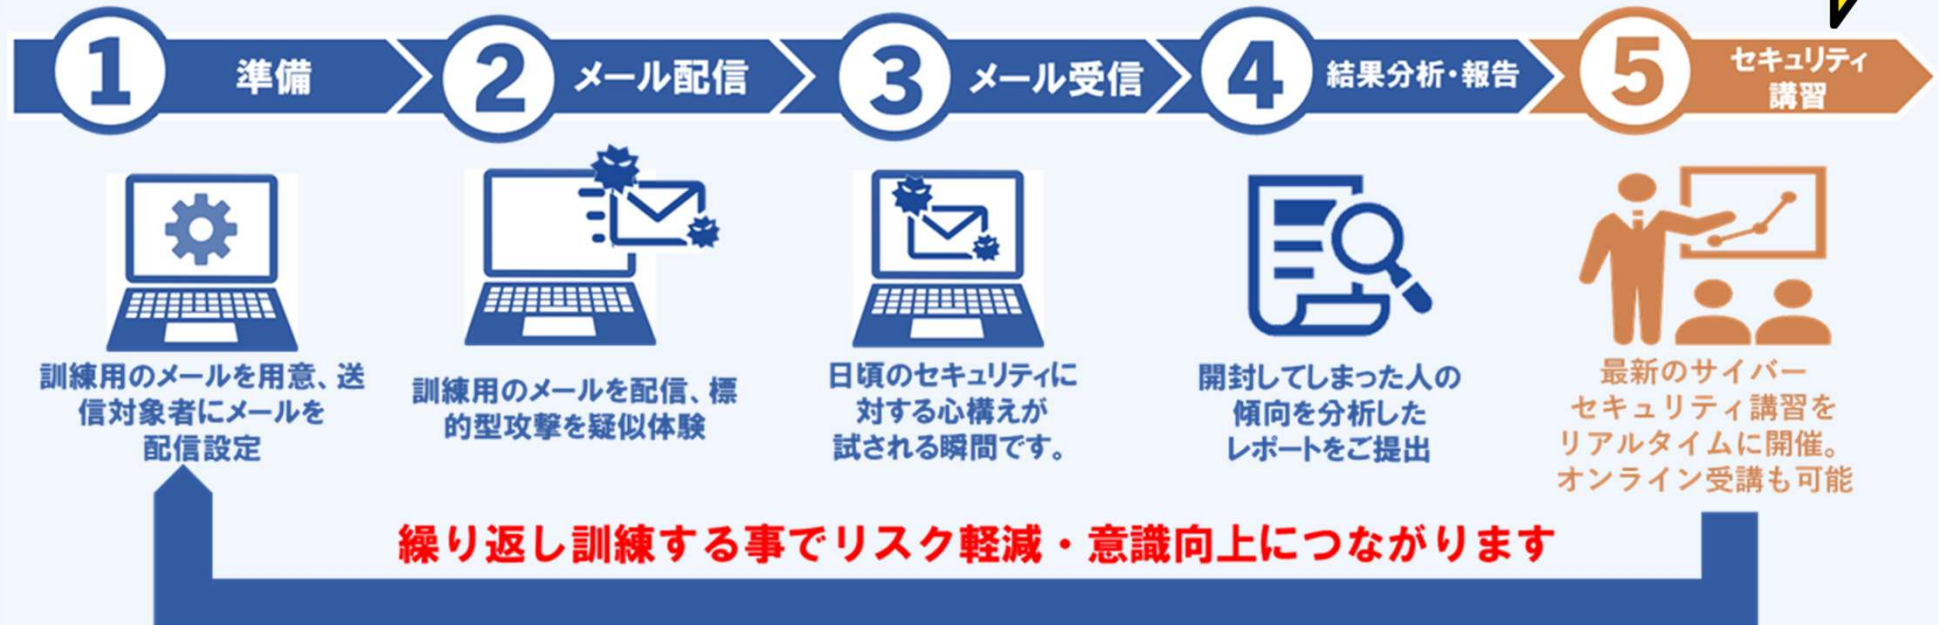 1
準備
2
メール配信
3
メール受信
4
結果分析・報告
5
セキュリティ
講習
訓練用のメールを用意、送
信対象者にメールを
配信設定
訓練用のメールを配信、標
的型攻撃を疑似体験
日頃のセキュリティに
対する心構えが
試される瞬間です。
開封してしまった人の
傾向を分析した
レポートをご提出
最新のサイバー
セキュリティ講習を
リアルタイムに開催。
オンライン受講も可能
繰り返し訓練する事でリスク軽減・意識向上につながります